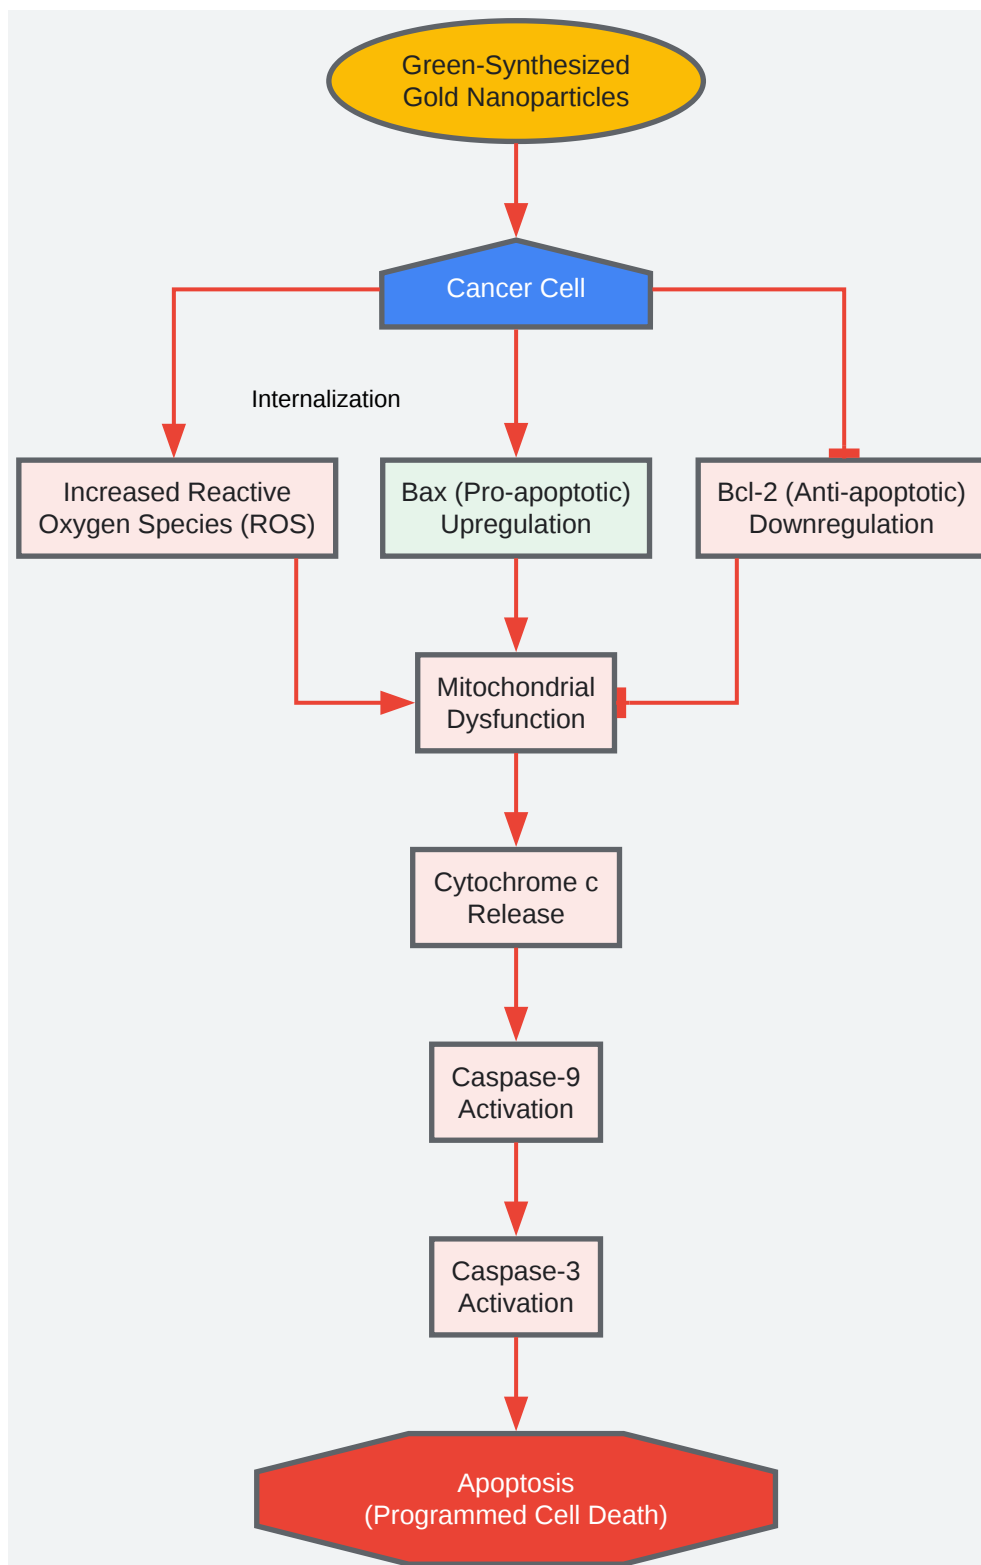 Green-Synthesized
Gold Nanoparticles
Cancer Cell
Internalization
Increased Reactive
Oxygen Species (ROS)
Bax (Pro-apoptotic)
Upregulation
Bcl-2 (Anti-apoptotic)
Downregulation
Mitochondrial
Dysfunction
Cytochrome c
Release
Caspase-9
Activation
Caspase-3
Activation
Apoptosis
(Programmed Cell Death)